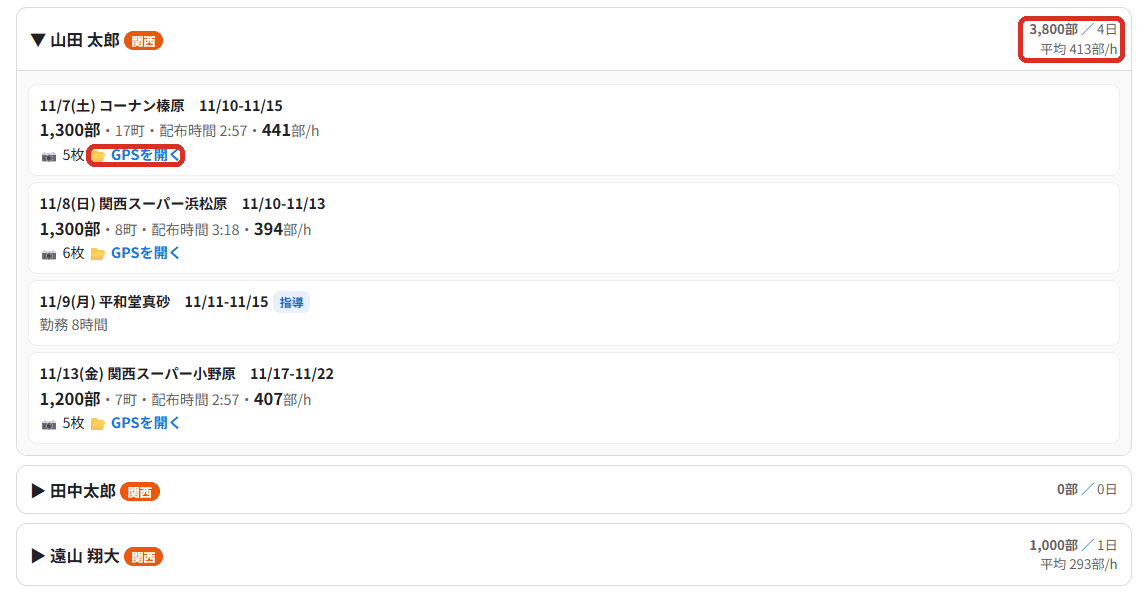 ▼ 山田 太郎 関西
3,800部 ／ 4日
平均 413部/h
11/7(土) コーナン榛原　11/10-11/15
1,300部・17町・配布時間 2:57・441部/h
5枚 GPSを開く
11/8(日) 関西スーパー浜松原　11/10-11/13
1,300部・8町・配布時間 3:18・394部/h
6枚 GPSを開く
11/9(月) 平和堂真砂　11/11-11/15 指導
勤務 8時間
11/13(金) 関西スーパー小野原　11/17-11/22
1,200部・7町・配布時間 2:57・407部/h
5枚 GPSを開く
▶ 田中太郎 関西
0部 ／ 0日
▶ 遠山 翔大 関西
1,000部 ／ 1日
平均 293部/h